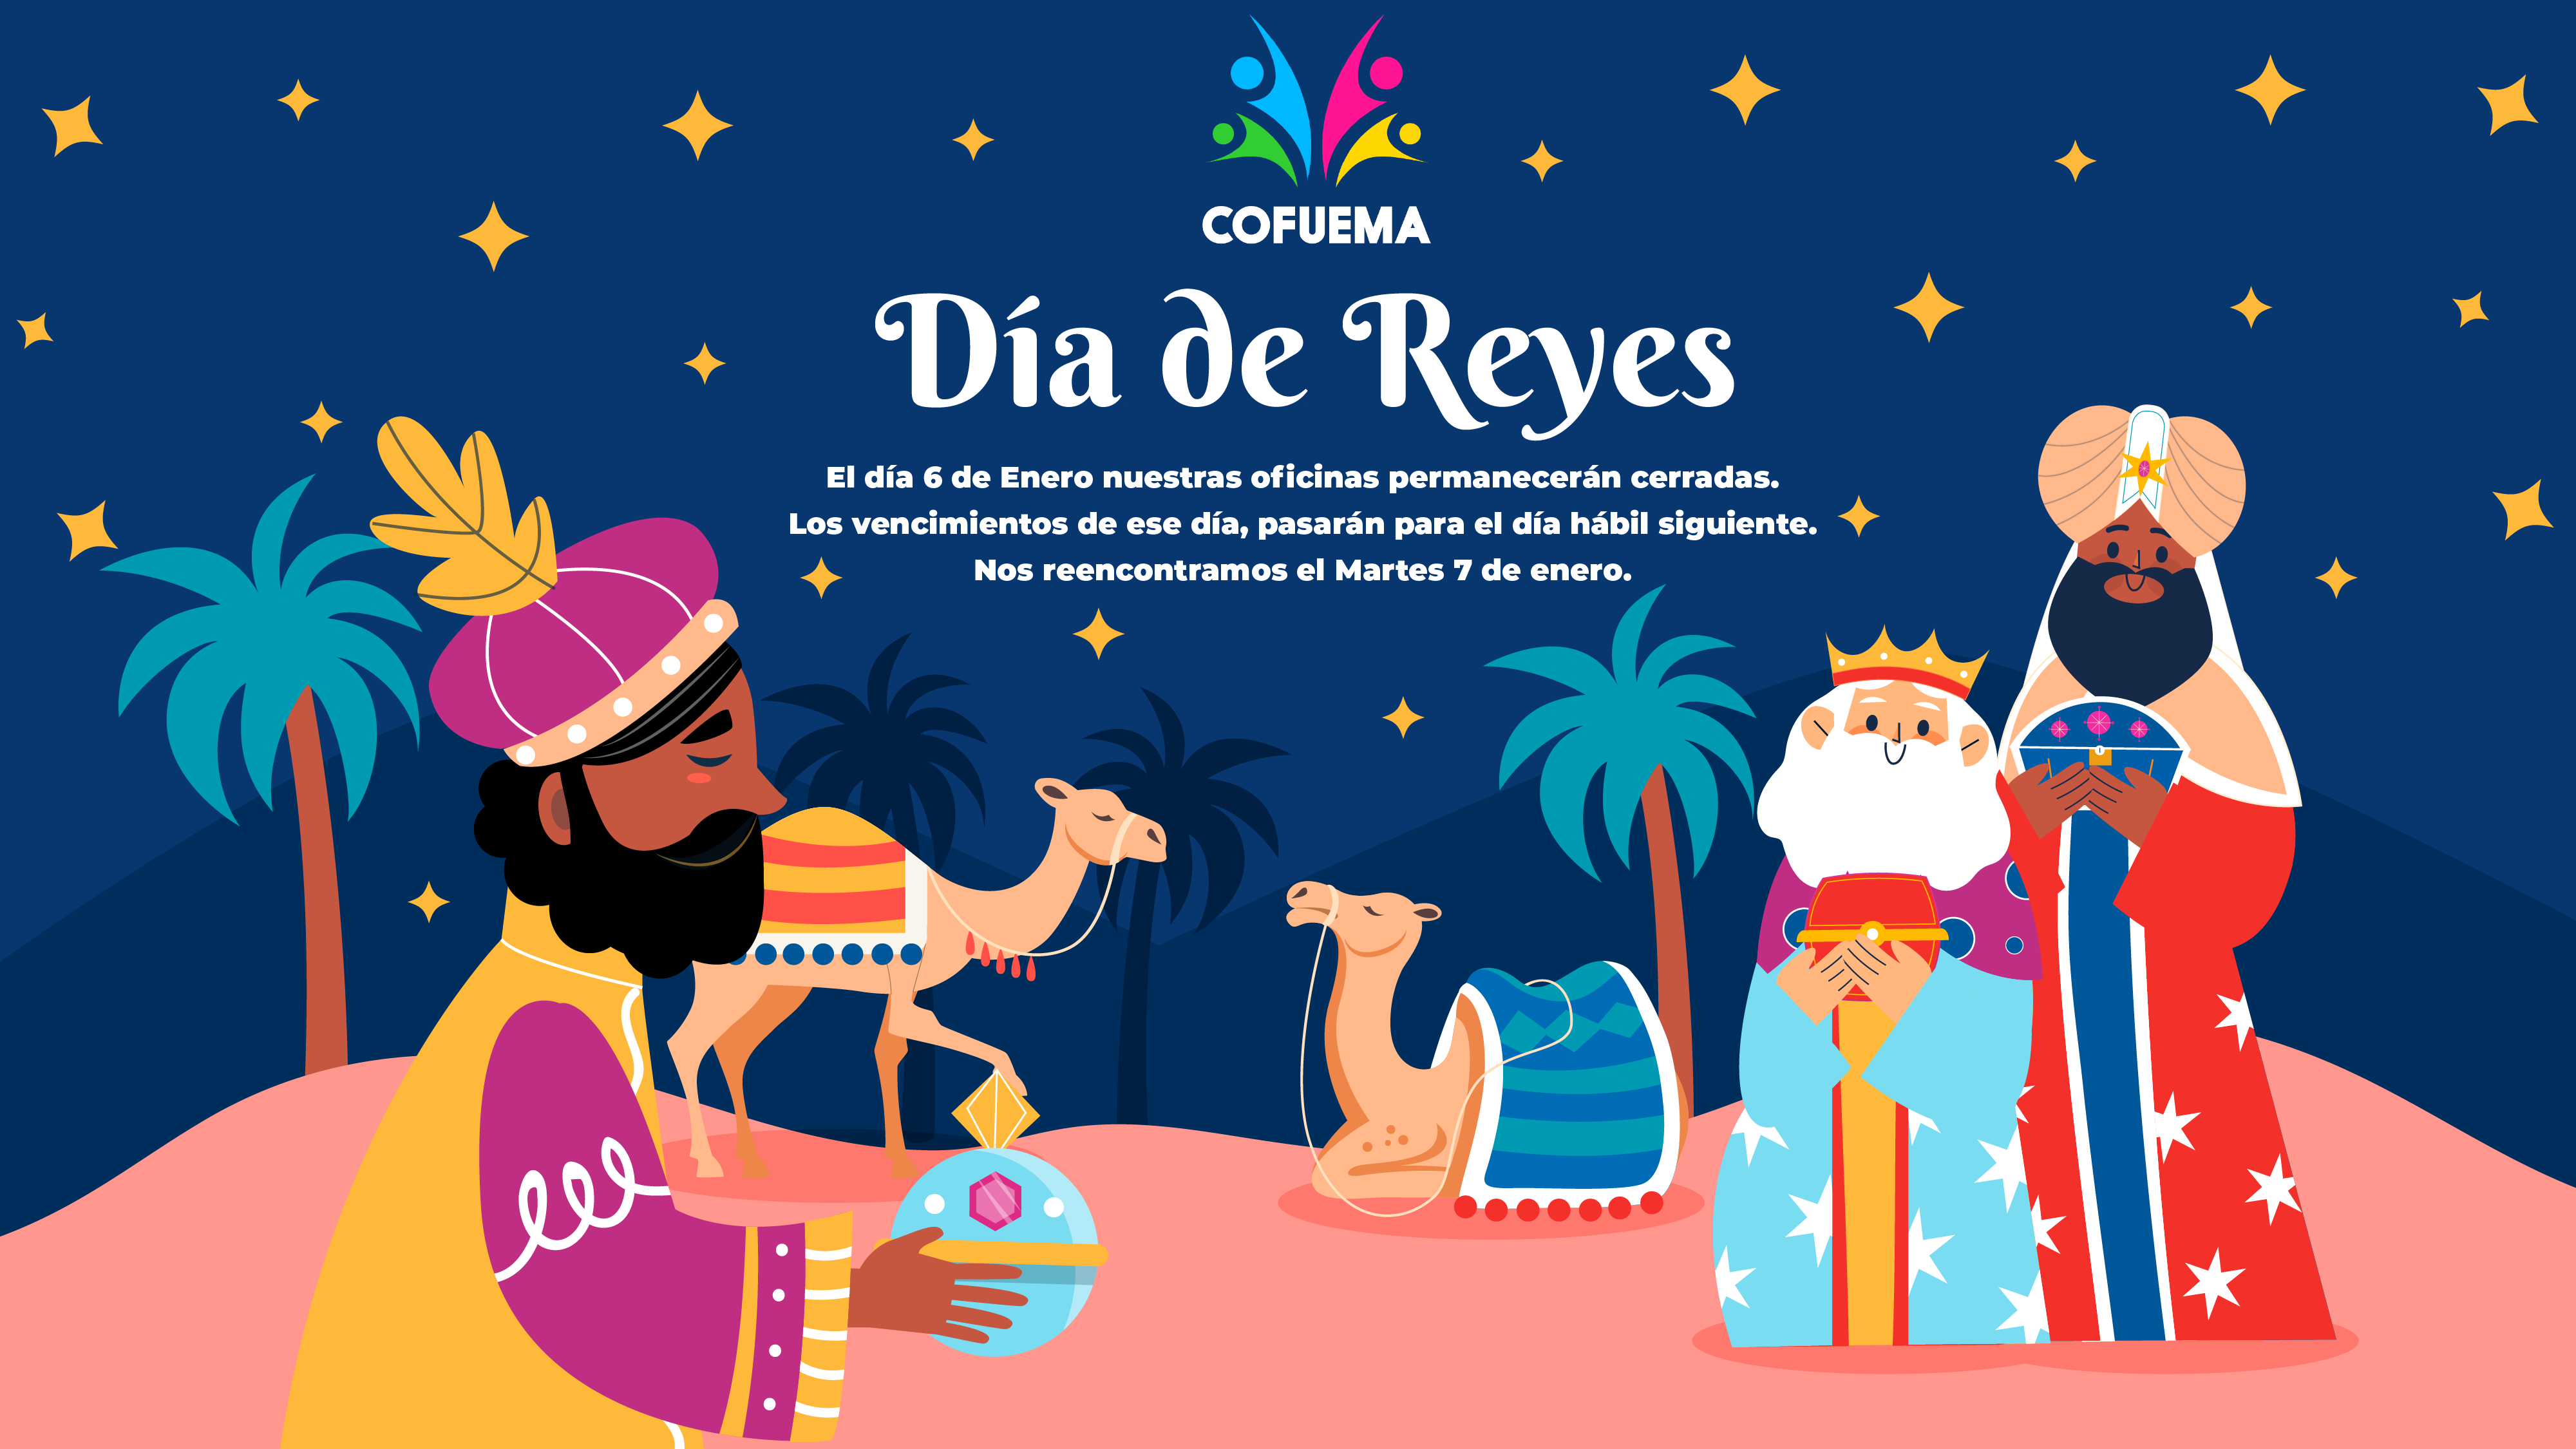 COFUEMA
Día de Reyes
El día 6 de Enero nuestras oficinas permanecerán cerradas.
Los vencimientos de ese día, pasarán para el día hábil siguiente.
Nos reencontramos el Martes 7 de enero.